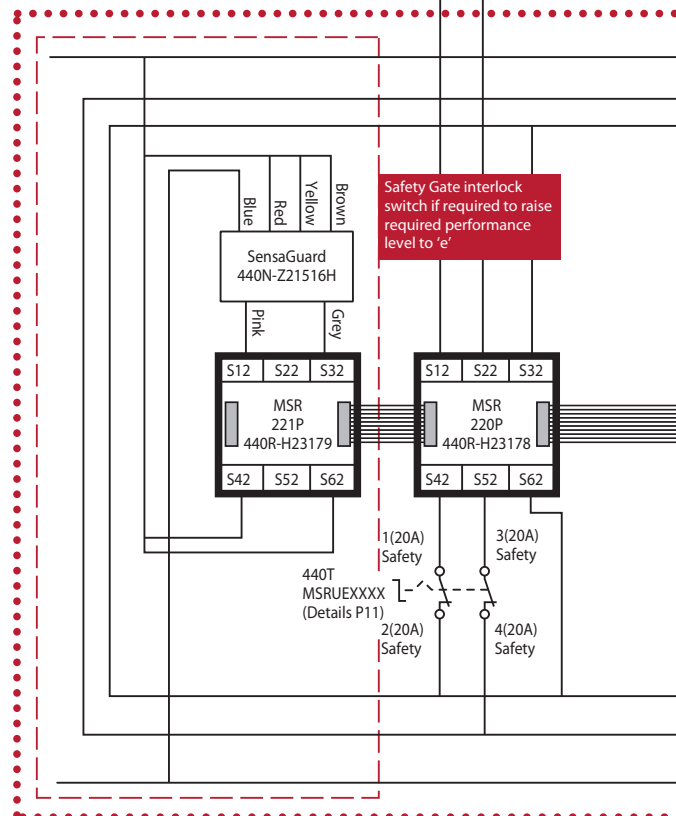 Safety Gate interlock
switch if required to raise
required performance
level to ‘e’
Blue
Red
Yellow
Brown
SensaGuard
440N-Z21516H
Pink
Grey
S12 S22 S32
MSR
221P
440R-H23179
S42 S52 S62
S12 S22 S32
MSR
220P
440R-H23178
S42 S52 S62
1(20A)
Safety
3(20A)
Safety
440T
MSRUEXXXX
(Details P11)
2(20A)
Safety
4(20A)
Safety